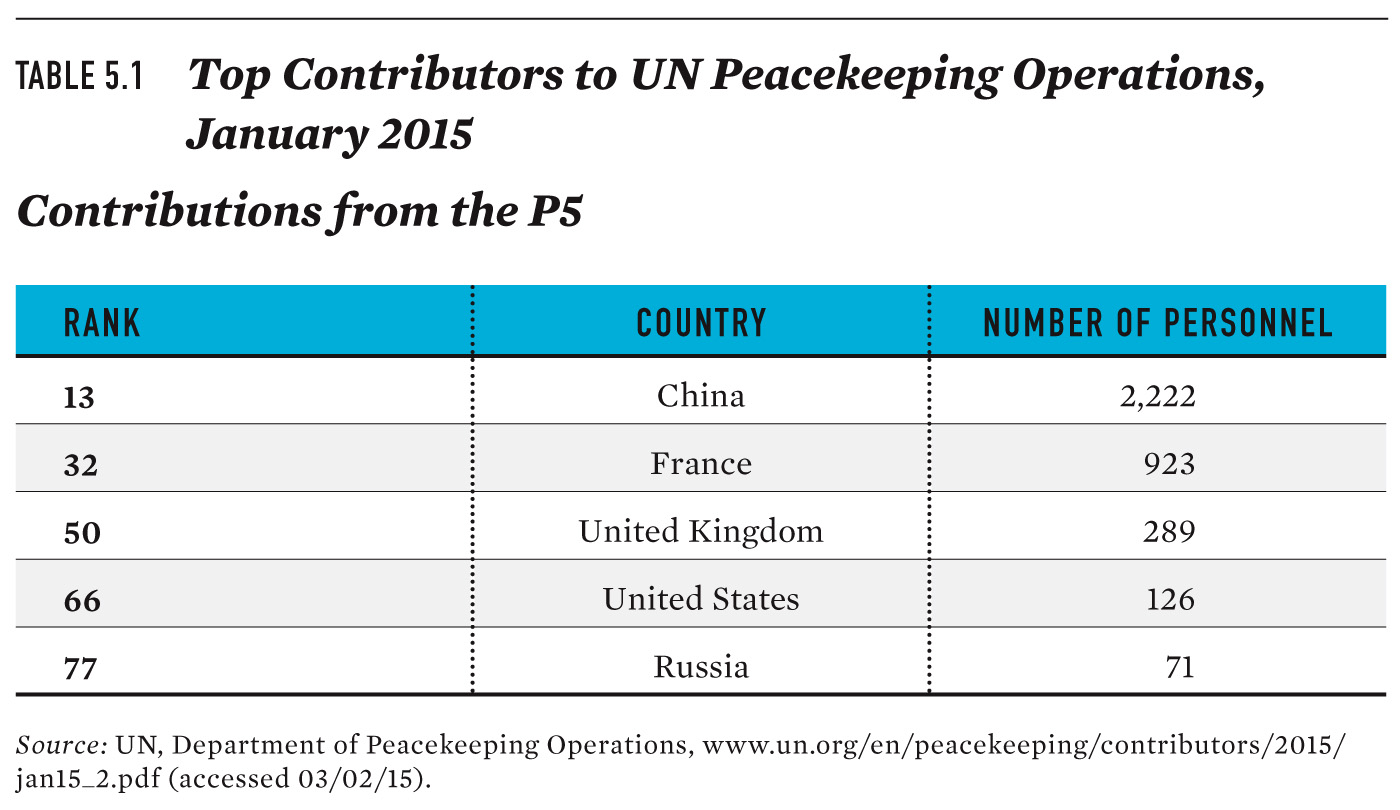 TABLE 5.1 Top Contributors to UN Peacekeeping Operations,
January 2015
Contributions from the P5
RANK COUNTRY NUMBER OF PERSONNEL
13 China 2,222
32 France 923
50 United Kingdom 289
66 United States 126
77 Russia 71
Source: UN, Department of Peacekeeping Operations, www.un.org/en/peacekeeping/contributors/2015/
jan15_2.pdf (accessed 03/02/15).